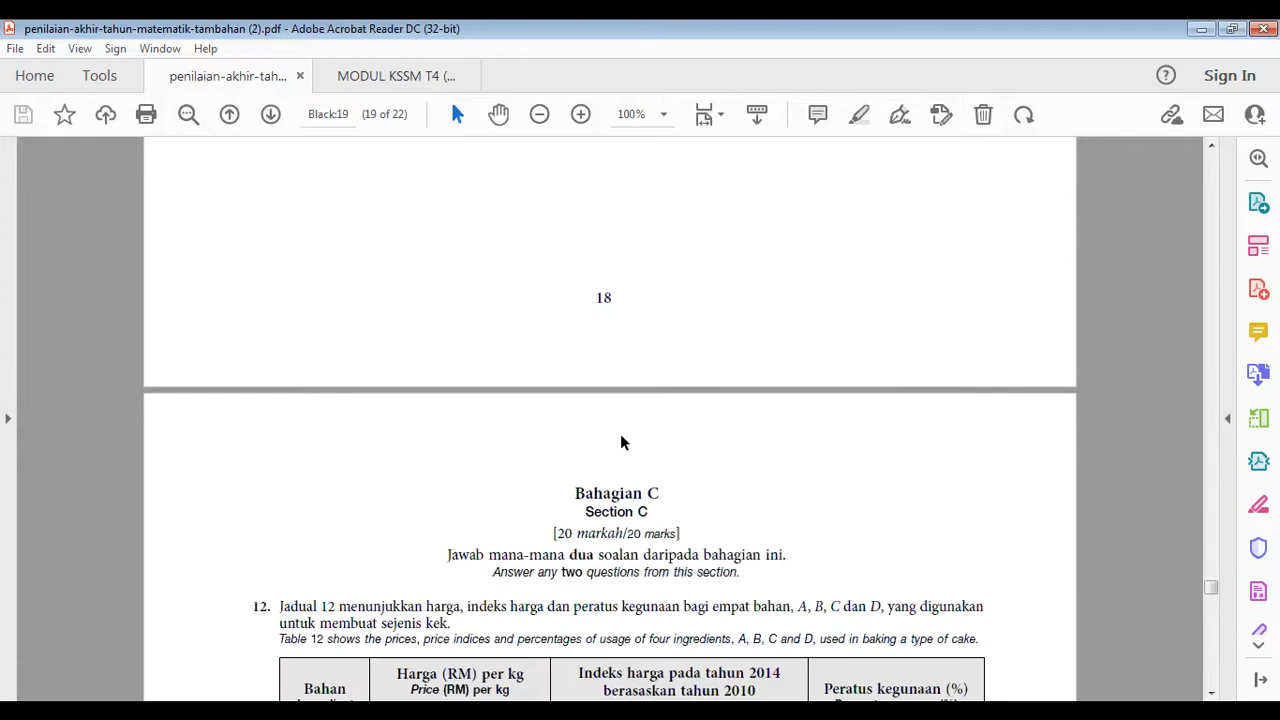 penilaian-akhir-tahun-matematik-tambahan (2).pdf - Adobe Acrobat Reader DC (32-bit)
File Edit View Sign Window Help
Home Tools penilaian-akhir-tah... × MODUL KSSM T4 (... Sign In
Black:19 (19 of 22) 100%
18
Bahagian C
Section C
[20 markah/20 marks]
Jawab mana-mana dua soalan daripada bahagian ini.
Answer any two questions from this section.
12. Jadual 12 menunjukkan harga, indeks harga dan peratus kegunaan bagi empat bahan, A, B, C dan D, yang digunakan
untuk membuat sejenis kek.
Table 12 shows the prices, price indices and percentages of usage of four ingredients, A, B, C and D, used in baking a type of cake.
Harga (RM) per kg Indeks harga pada tahun 2014
Bahan Price (RM) per kg berasaskan tahun 2010 Peratus kegunaan (%)